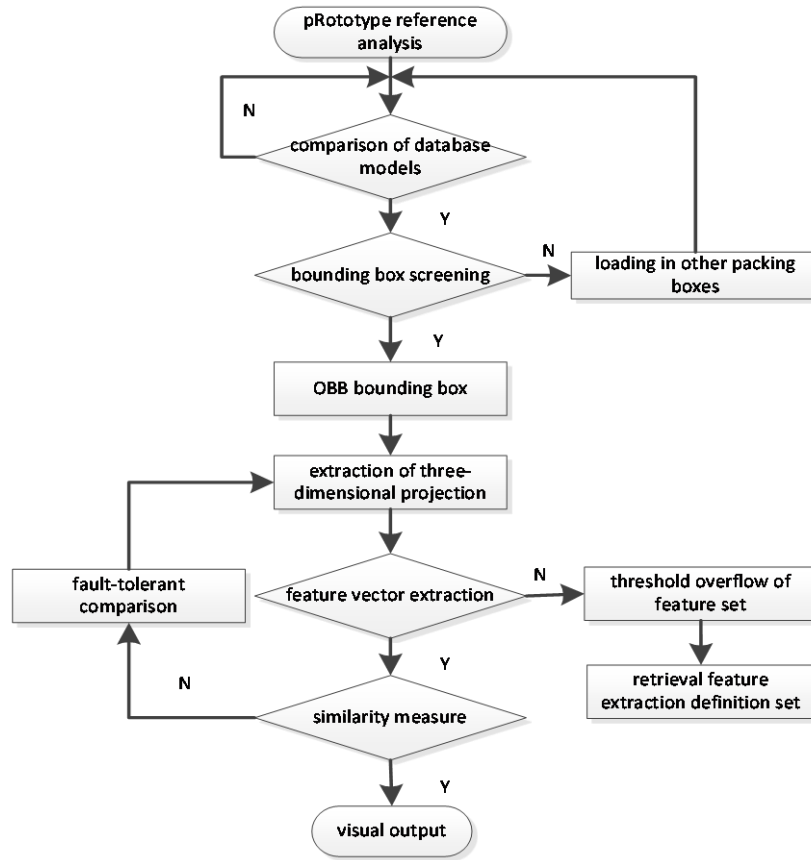 pRototype reference
analysis
N
comparison of database
models
Y
bounding box screening
N
loading in other packing
boxes
Y
OBB bounding box
extraction of three-
dimensional projection
fault-tolerant
comparison
feature vector extraction
N
threshold overflow of
feature set
Y
retrieval feature
extraction definition set
N
similarity measure
Y
visual output